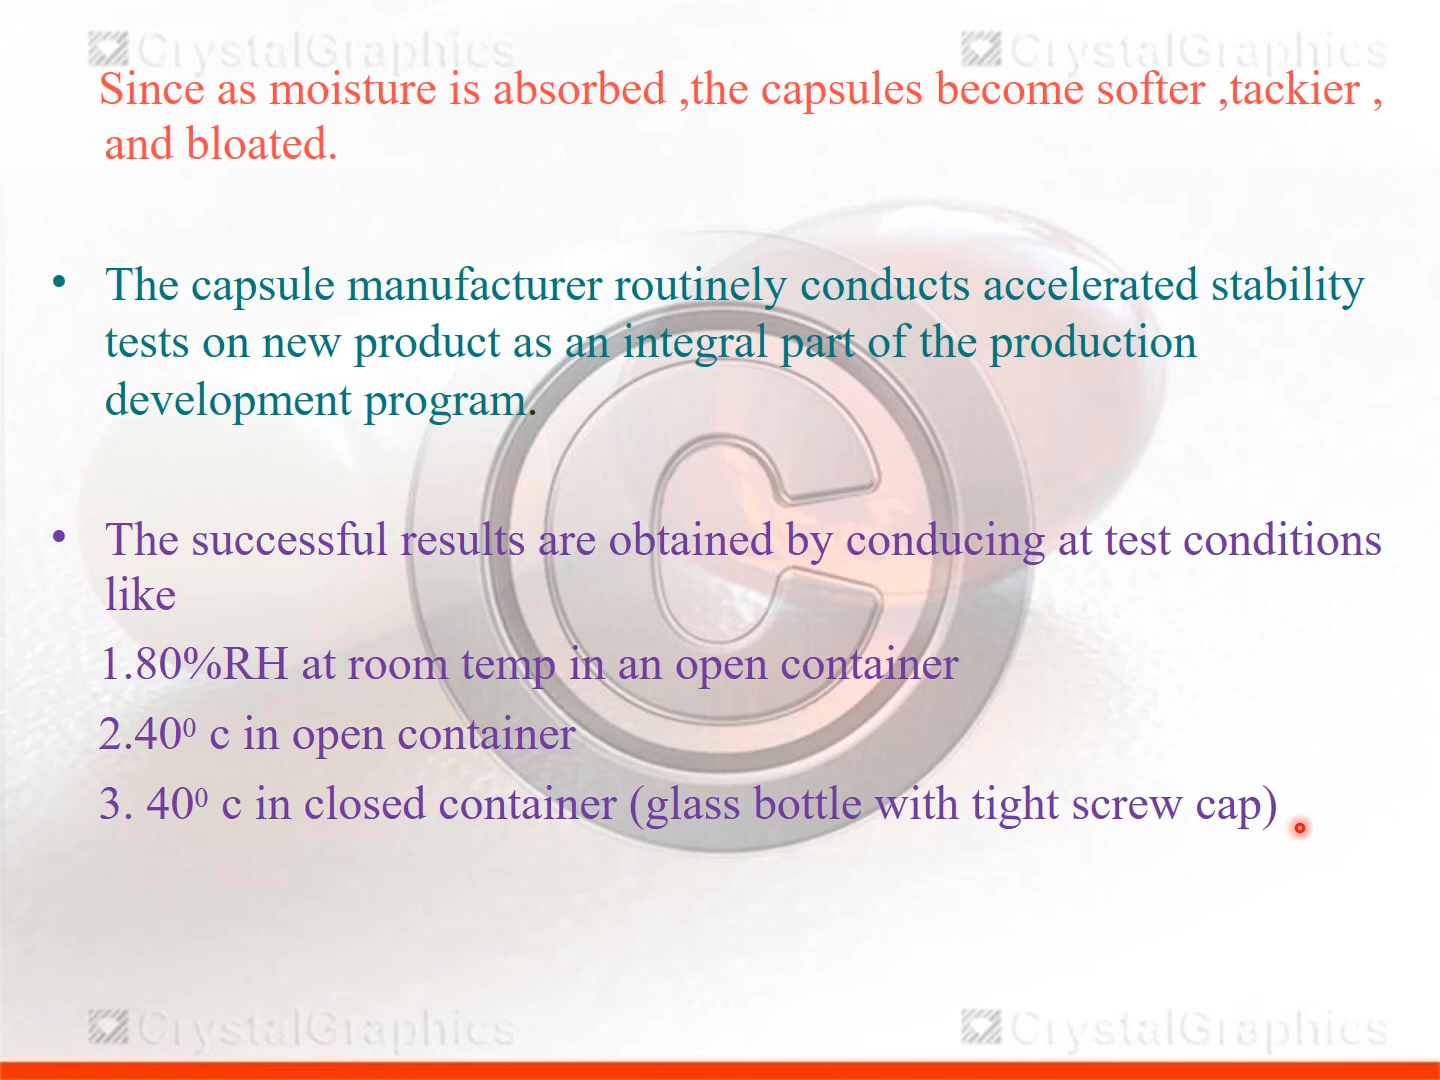 CrystalGraphics CrystalGraphics
Since as moisture is absorbed ,the capsules become softer ,tackier ,
and bloated.
• The capsule manufacturer routinely conducts accelerated stability
tests on new product as an integral part of the production
development program.
• The successful results are obtained by conducing at test conditions
like
1.80%RH at room temp in an open container
2.40⁰ c in open container
3. 40⁰ c in closed container (glass bottle with tight screw cap)
CrystalGraphics CrystalGraphics